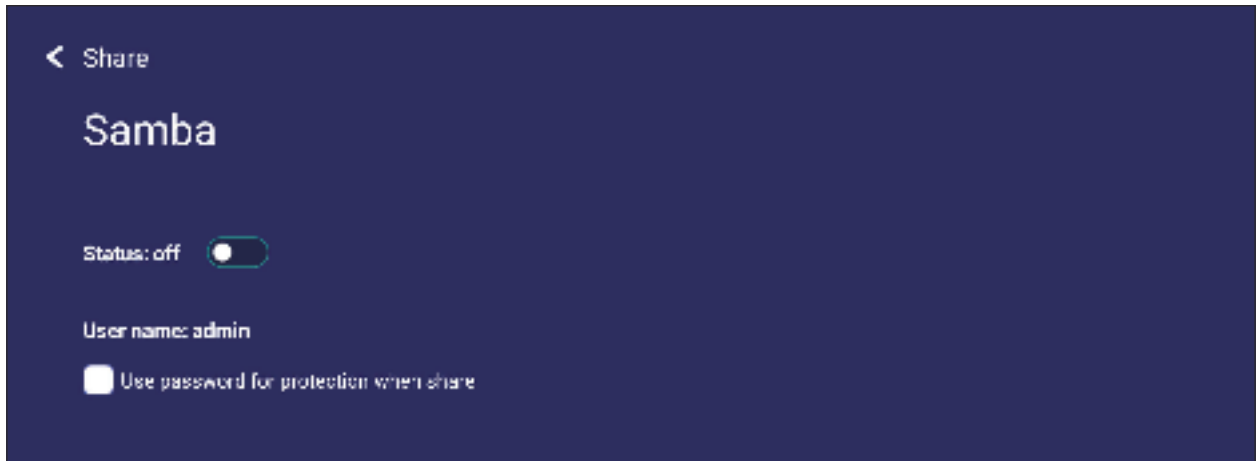 Share
Samba
Status: off
User name: admin
Use password for protection when share